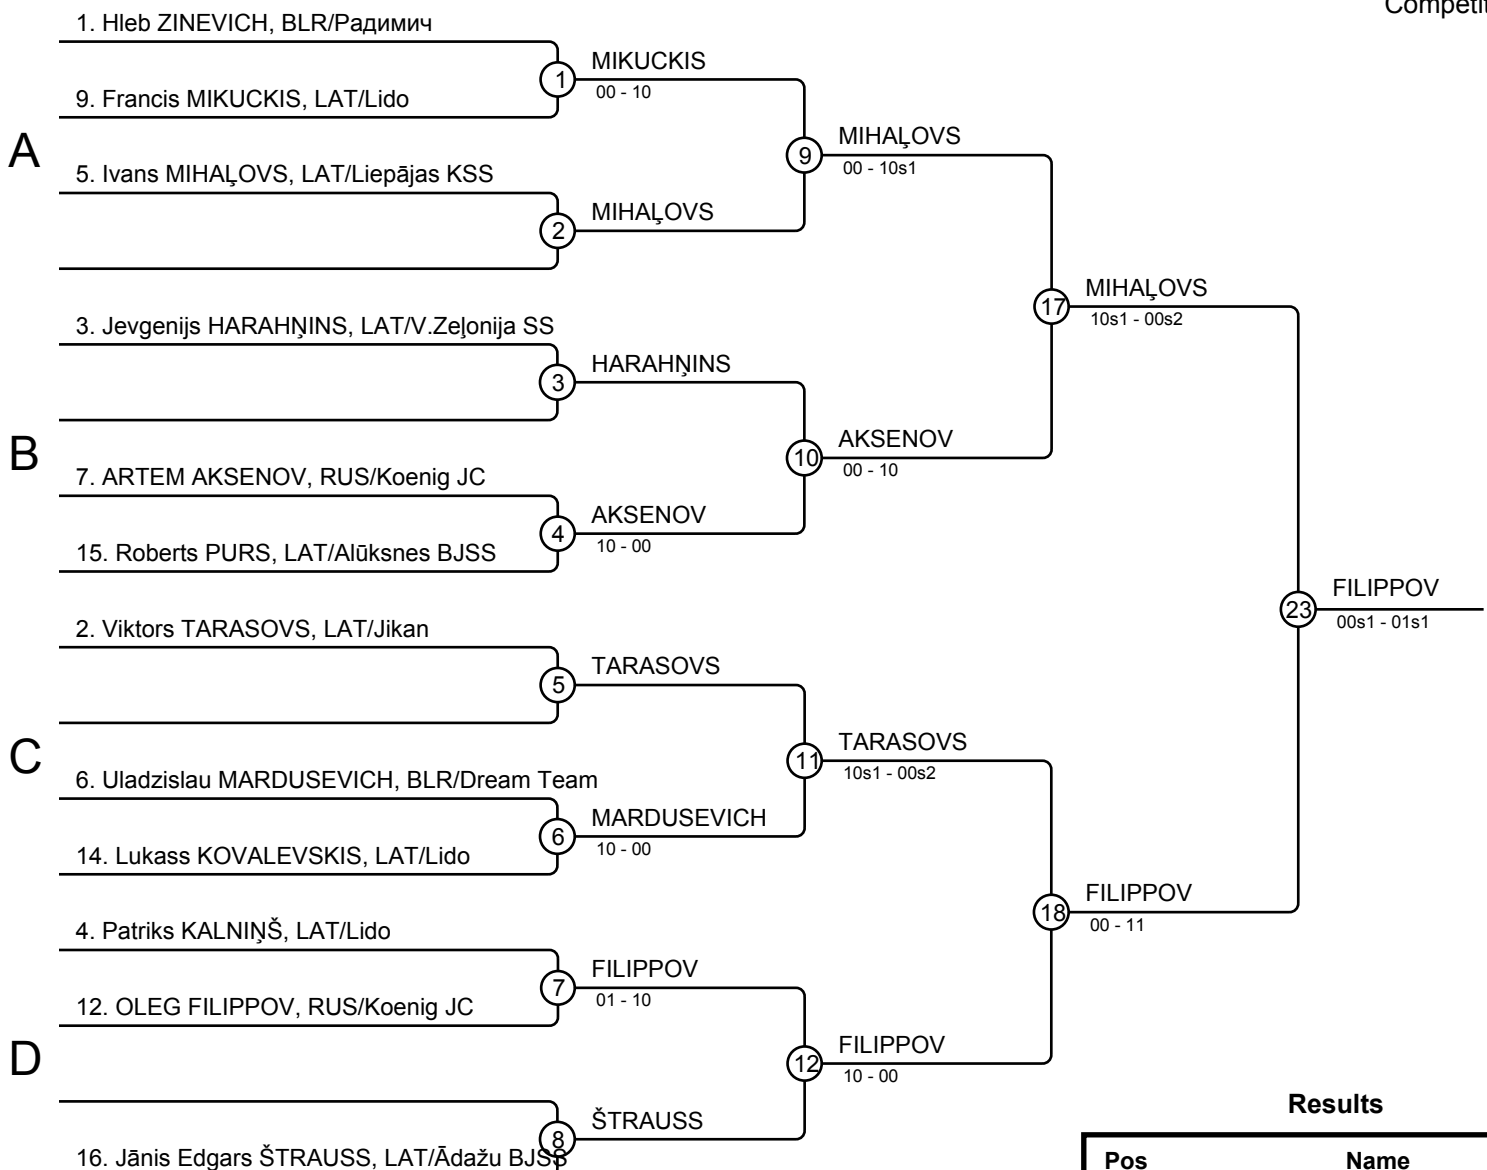 Competit
1. Hleb ZINEVICH, BLR/Радимич
MIKUCKIS
1
00 - 10
9. Francis MIKUCKIS, LAT/Lido
A
MIHAĻOVS
9
00 - 10s1
5. Ivans MIHAĻOVS, LAT/Liepājas KSS
MIHAĻOVS
2
MIHAĻOVS
17
10s1 - 00s2
3. Jevgenijs HARAHŅINS, LAT/V.Zeļonija SS
HARAHŅINS
3
B
AKSENOV
10
00 - 10
7. ARTEM AKSENOV, RUS/Koenig JC
AKSENOV
4
10 - 00
15. Roberts PURS, LAT/Alūksnes BJSS
FILIPPOV
23
00s1 - 01s1
2. Viktors TARASOVS, LAT/Jikan
TARASOVS
5
C
TARASOVS
11
10s1 - 00s2
6. Uladzislau MARDUSEVICH, BLR/Dream Team
MARDUSEVICH
6
10 - 00
14. Lukass KOVALEVSKIS, LAT/Lido
FILIPPOV
18
00 - 11
4. Patriks KALNIŅŠ, LAT/Lido
FILIPPOV
7
01 - 10
12. OLEG FILIPPOV, RUS/Koenig JC
D
FILIPPOV
12
10 - 00
ŠTRAUSS
8
16. Jānis Edgars ŠTRAUSS, LAT/Ādažu BJSS
Results
Pos Name